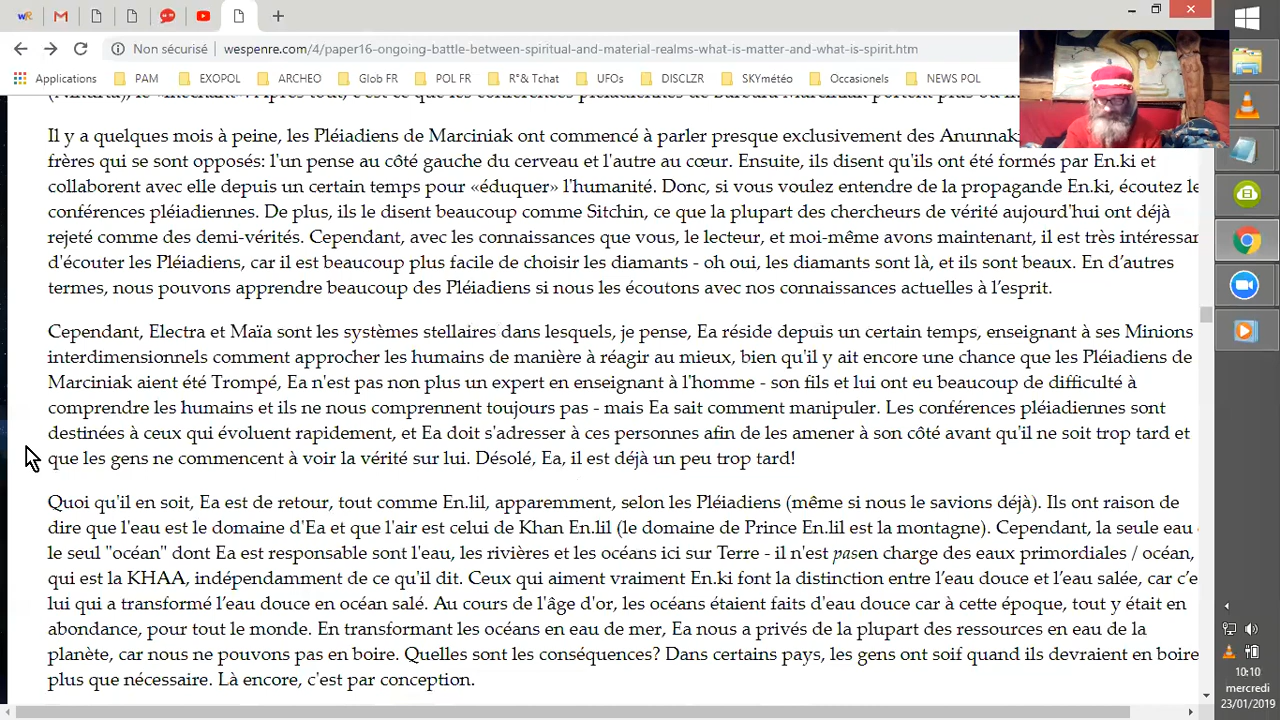 Non sécurisé
wespenre.com/4/paper16-ongoing-battle-between-spiritual-and-material-realms-what-is-matter-and-what-is-spirit.htm
Applications PAM EXOPOL ARCHEO Glob FR POL FR R°& Tchat UFOs DISCLZR SKYmétéo Occasionels NEWS POL
Il y a quelques mois à peine, les Pléiadiens de Marciniak ont commencé à parler presque exclusivement des Anunnaki
frères qui se sont opposés: l'un pense au côté gauche du cerveau et l'autre au cœur. Ensuite, ils disent qu'ils ont été formés par En.ki et
collaborent avec elle depuis un certain temps pour «éduquer» l'humanité. Donc, si vous voulez entendre de la propagande En.ki, écoutez le
conférences pléiadiennes. De plus, ils le disent beaucoup comme Sitchin, ce que la plupart des chercheurs de vérité aujourd'hui ont déjà
rejeté comme des demi-vérités. Cependant, avec les connaissances que vous, le lecteur, et moi-même avons maintenant, il est très intéressan
d'écouter les Pléiadiens, car il est beaucoup plus facile de choisir les diamants - oh oui, les diamants sont là, et ils sont beaux. En d’autres
termes, nous pouvons apprendre beaucoup des Pléiadiens si nous les écoutons avec nos connaissances actuelles à l’esprit.
Cependant, Electra et Maïa sont les systèmes stellaires dans lesquels, je pense, Ea réside depuis un certain temps, enseignant à ses Minions
interdimensionnels comment approcher les humains de manière à réagir au mieux, bien qu'il y ait encore une chance que les Pléiadiens de
Marciniak aient été Trompé, Ea n'est pas non plus un expert en enseignant à l'homme - son fils et lui ont eu beaucoup de difficulté à
comprendre les humains et ils ne nous comprennent toujours pas - mais Ea sait comment manipuler. Les conférences pléiadiennes sont
destinées à ceux qui évoluent rapidement, et Ea doit s'adresser à ces personnes afin de les amener à son côté avant qu'il ne soit trop tard et
que les gens ne commencent à voir la vérité sur lui. Désolé, Ea, il est déjà un peu trop tard!
Quoi qu'il en soit, Ea est de retour, tout comme En.lil, apparemment, selon les Pléiadiens (même si nous le savions déjà). Ils ont raison de
dire que l'eau est le domaine d'Ea et que l'air est celui de Khan En.lil (le domaine de Prince En.lil est la montagne). Cependant, la seule eau
le seul "océan" dont Ea est responsable sont l'eau, les rivières et les océans ici sur Terre - il n'est pasen charge des eaux primordiales / océan,
qui est la KHAA, indépendamment de ce qu'il dit. Ceux qui aiment vraiment En.ki font la distinction entre l’eau douce et l’eau salée, car c’e
lui qui a transformé l’eau douce en océan salé. Au cours de l'âge d'or, les océans étaient faits d'eau douce car à cette époque, tout y était en
abondance, pour tout le monde. En transformant les océans en eau de mer, Ea nous a privés de la plupart des ressources en eau de la
planète, car nous ne pouvons pas en boire. Quelles sont les conséquences? Dans certains pays, les gens ont soif quand ils devraient en boire
plus que nécessaire. Là encore, c'est par conception.
10:10
mercredi
23/01/2019